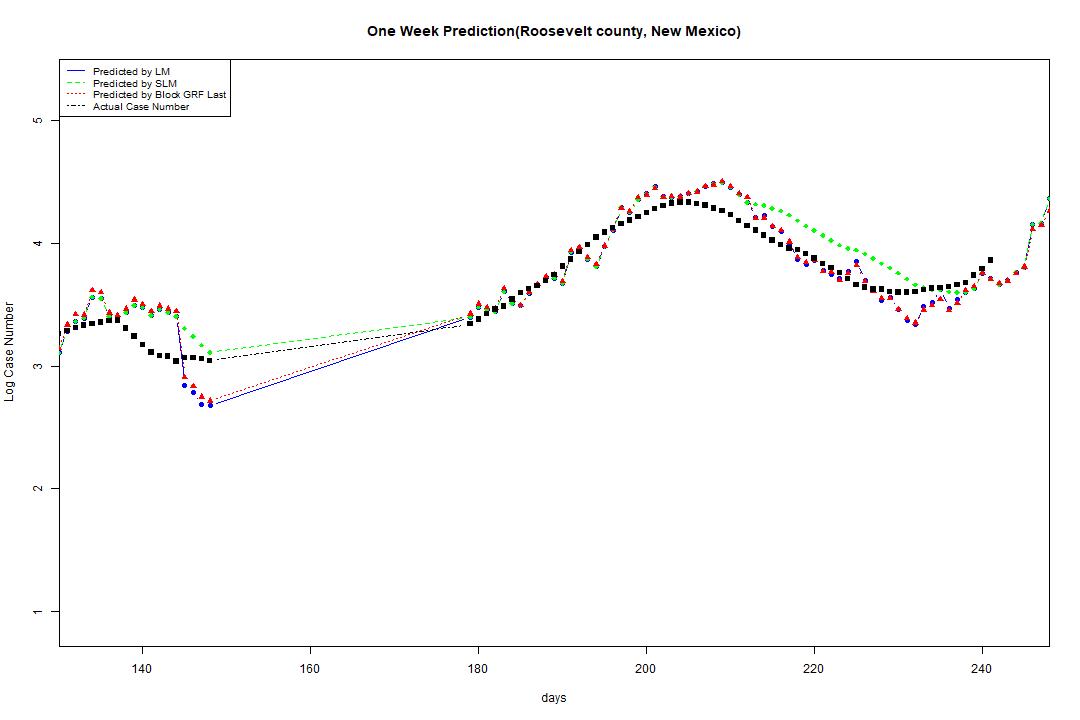 One Week Prediction(Roosevelt county, New Mexico)
Predicted by LM
Predicted by SLM
Predicted by Block GRF Last
Actual Case Number
5
4
3
2
1
Log Case Number
140 160 180 200 220 240
days